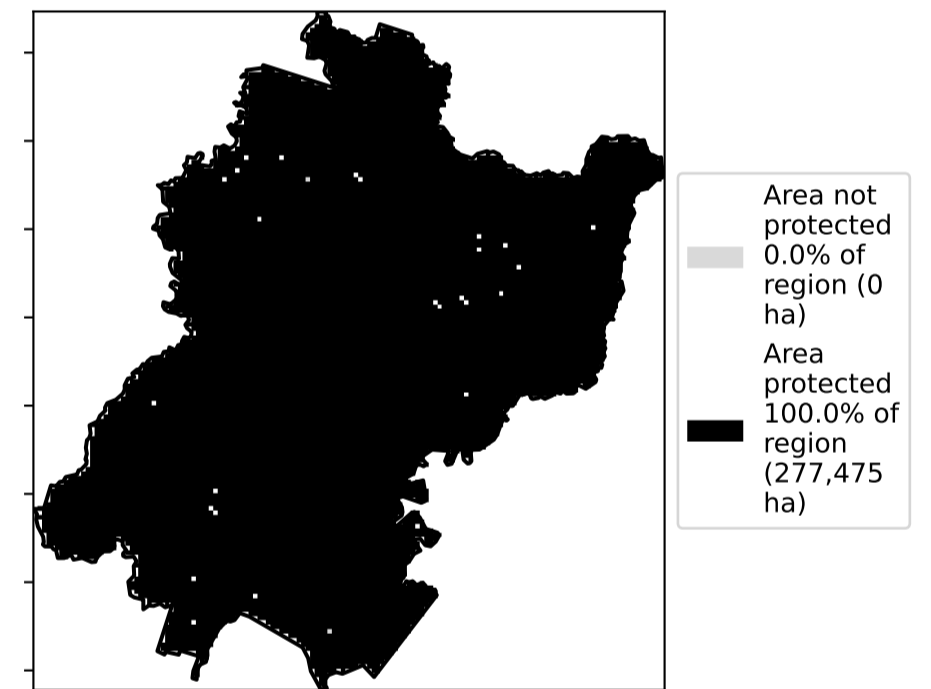 Area not
protected
0.0% of
region (0
ha)
Area
protected
100.0% of
region
(277,475
ha)